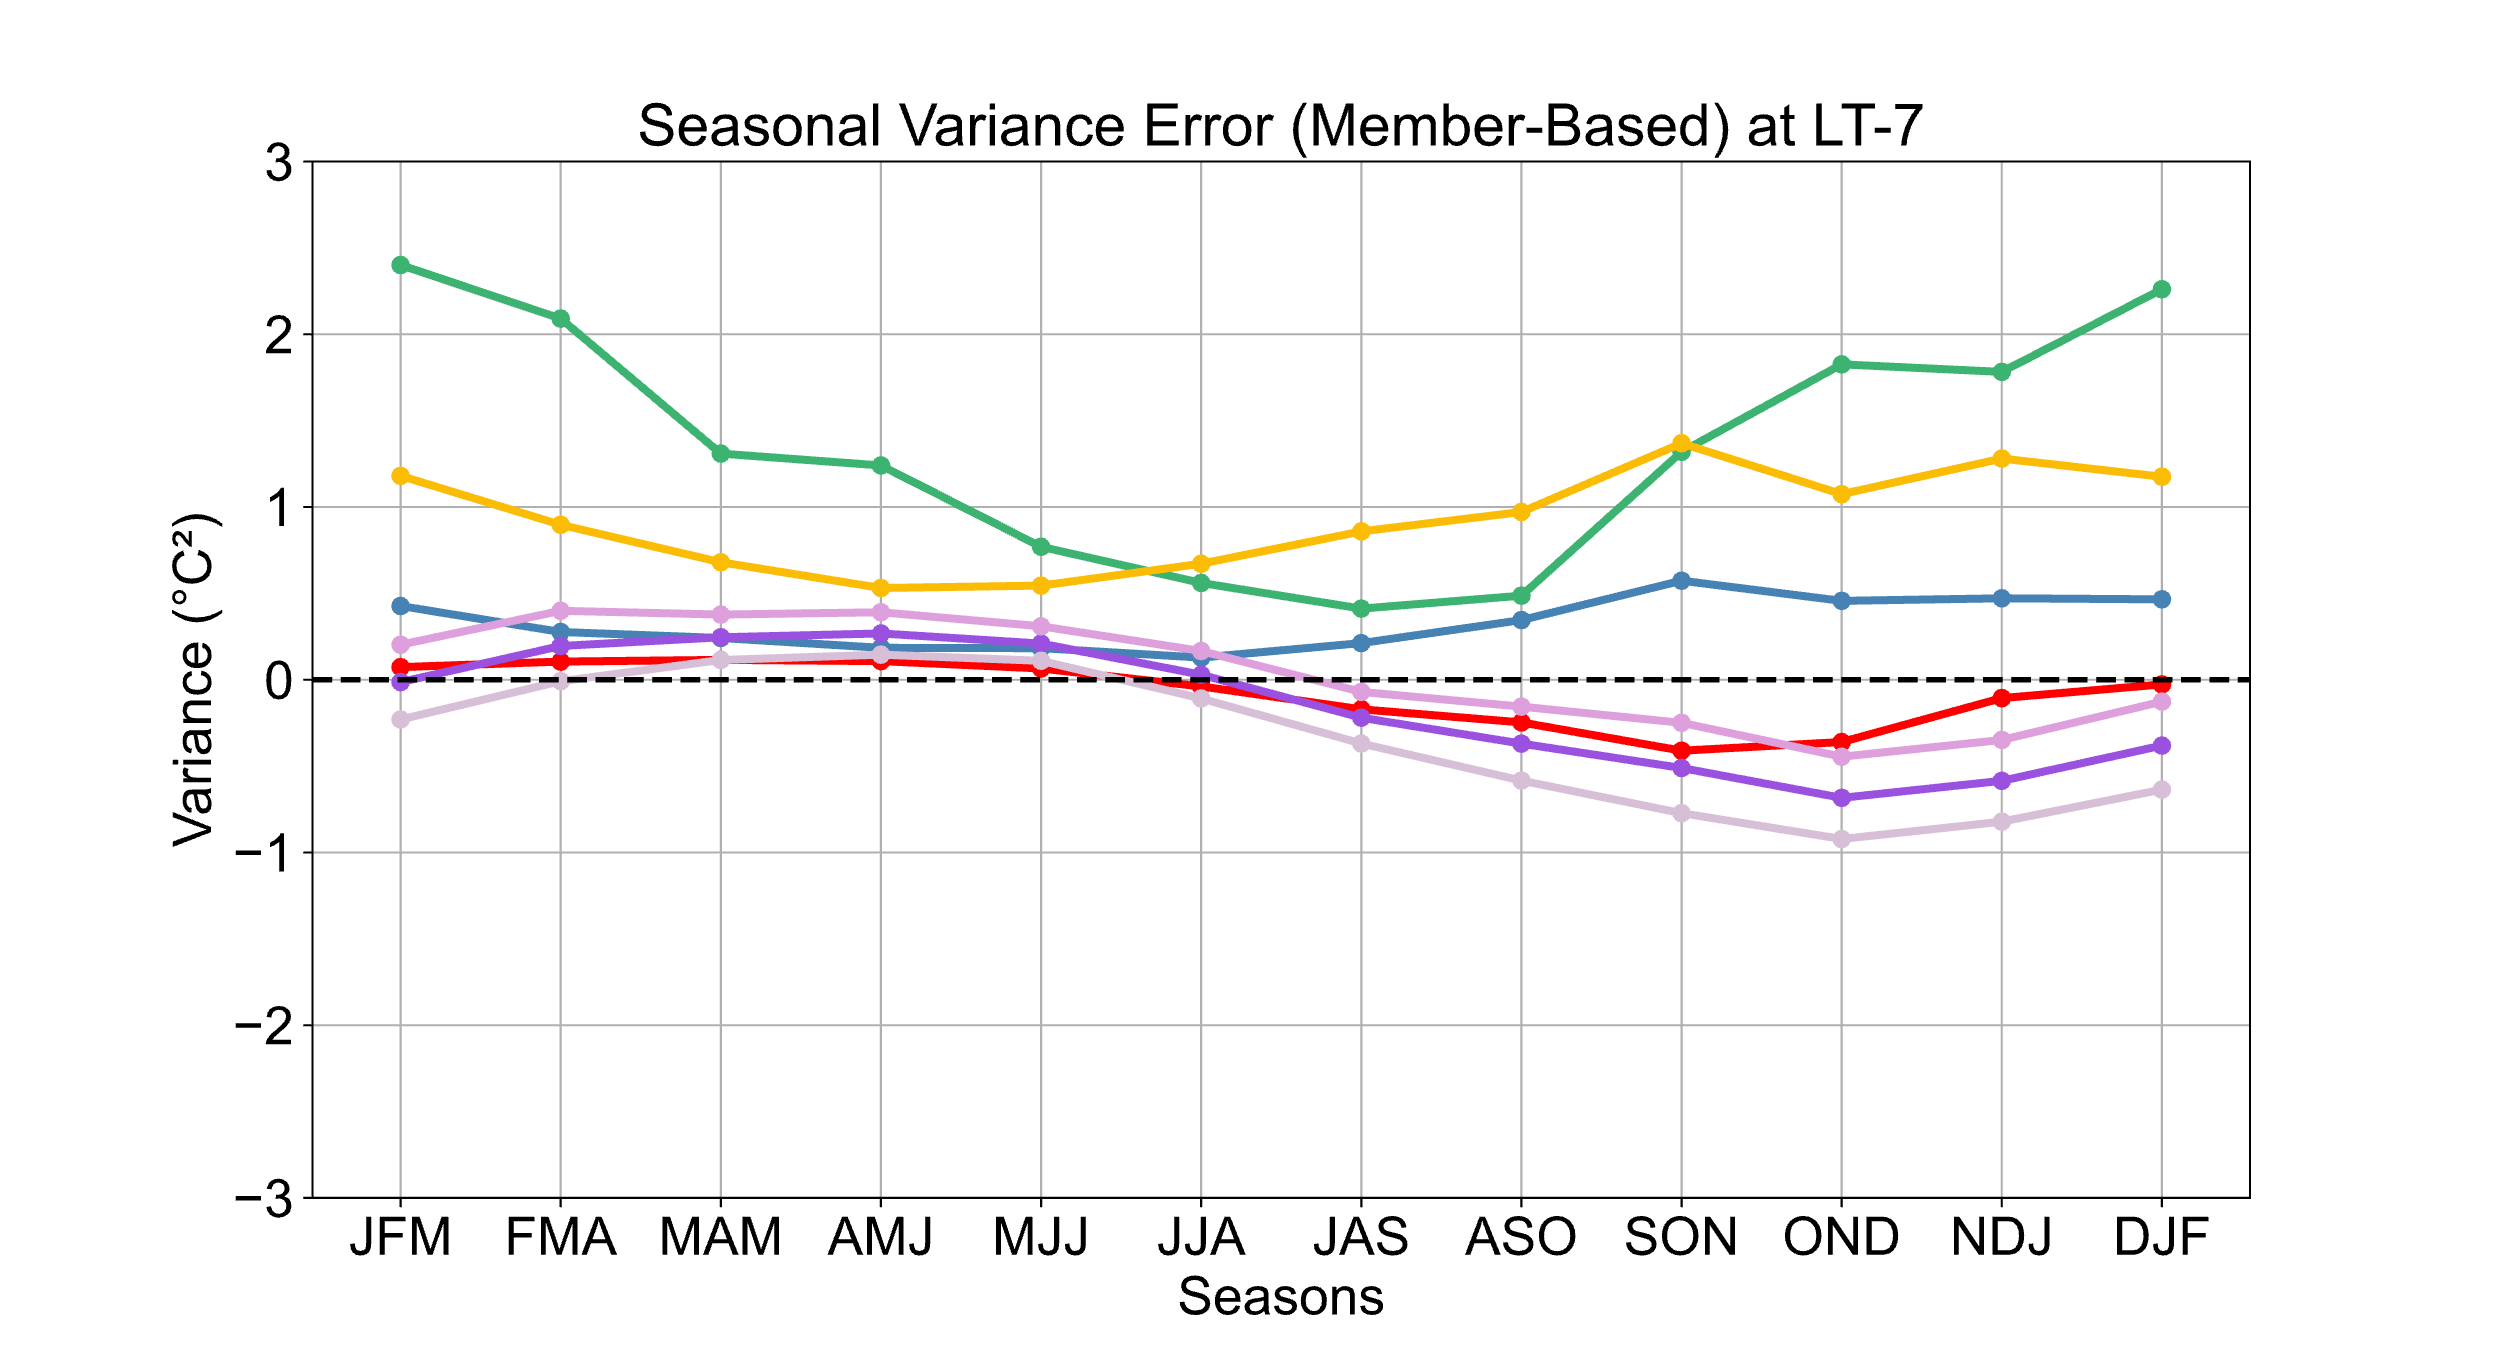 Seasonal Variance Error (Member-Based) at LT-7
3
2
1
0
−1
−2
−3
Variance (°C²)
JFM FMA MAM AMJ MJJ JJA JAS ASO SON OND NDJ DJF
Seasons